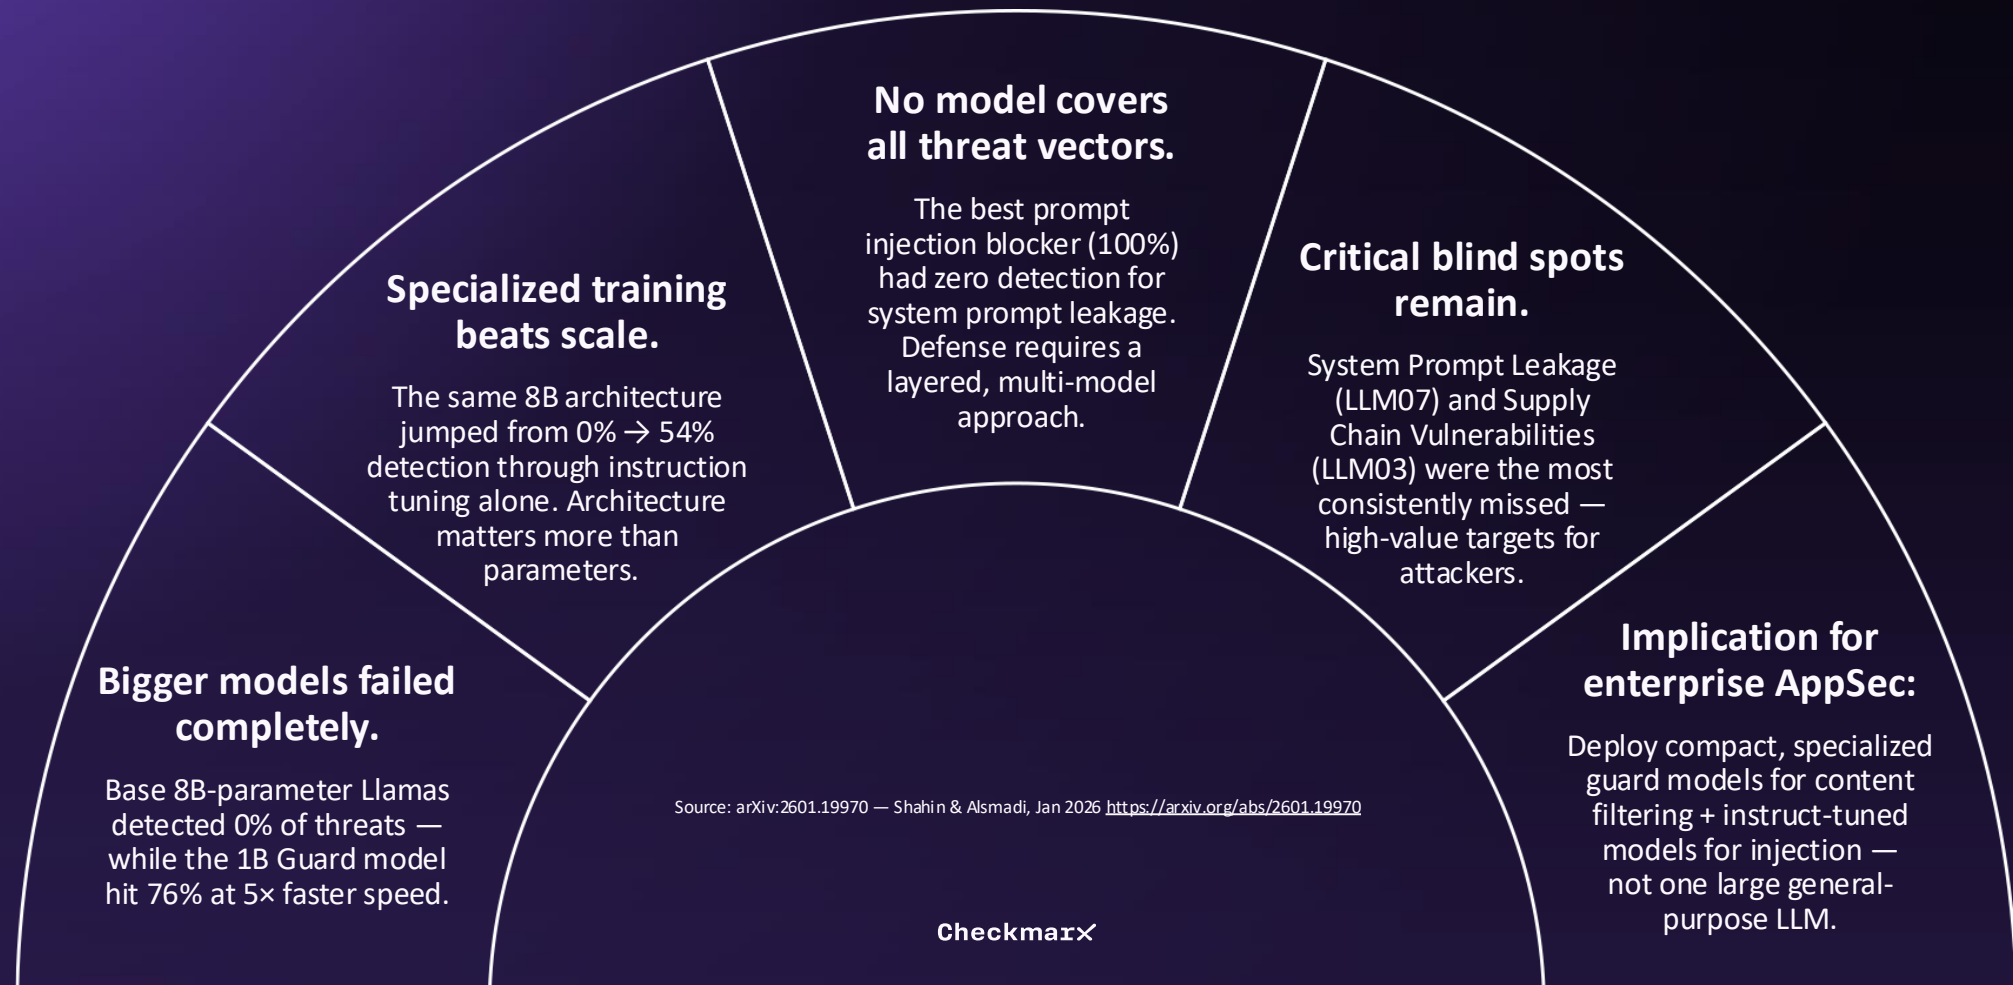 Bigger models failed
completely.
Base 8B-parameter Llamas
detected 0% of threats —
while the 1B Guard model
hit 76% at 5× faster speed.
Specialized training
beats scale.
The same 8B architecture
jumped from 0% → 54%
detection through instruction
tuning alone. Architecture
matters more than
parameters.
No model covers
all threat vectors.
The best prompt
injection blocker (100%)
had zero detection for
system prompt leakage.
Defense requires a
layered, multi-model
approach.
Critical blind spots
remain.
System Prompt Leakage
(LLM07) and Supply
Chain Vulnerabilities
(LLM03) were the most
consistently missed —
high-value targets for
attackers.
Implication for
enterprise AppSec:
Deploy compact, specialized
guard models for content
filtering + instruct-tuned
models for injection —
not one large general-
purpose LLM.
Source: arXiv:2601.19970 — Shahin & Alsmadi, Jan 2026 https://arxiv.org/abs/2601.19970
Checkmarx